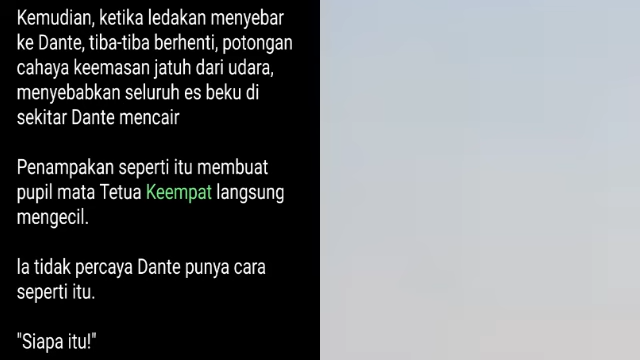 Kemudian, ketika ledakan menyebar
ke Dante, tiba-tiba berhenti, potongan
cahaya keemasan jatuh dari udara,
menyebabkan seluruh es beku di
sekitar Dante mencair
Penampakan seperti itu membuat
pupil mata Tetua Keempat langsung
mengecil.
Ia tidak percaya Dante punya cara
seperti itu.
"Siapa itu!"